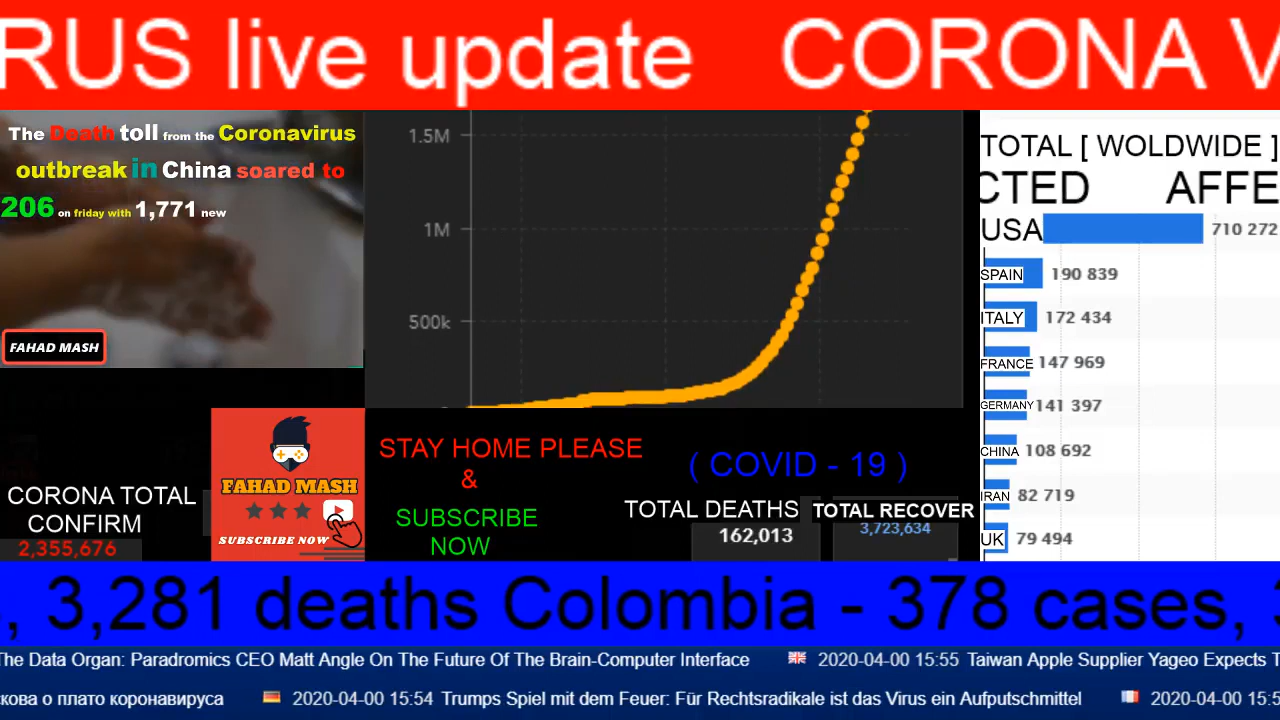 RUS live update CORONA V
The Death toll from the Coronavirus
outbreak in China soared to
206 on friday with 1,771 new
FAHAD MASH
1.5M
1M
500k
TOTAL [ WOLDWIDE ]
CTED AFFE
USA 710 272
SPAIN 190 839
ITALY 172 434
FRANCE 147 969
GERMANY 141 397
CHINA 108 692
IRAN 82 719
UK 79 494
CORONA TOTAL
CONFIRM
2,355,676
FAHAD MASH
SUBSCRIBE NOW
STAY HOME PLEASE
&
SUBSCRIBE
NOW
( COVID - 19 )
TOTAL DEATHS
162,013
TOTAL RECOVER
3,723,634
, 3,281 deaths Colombia - 378 cases, 3
The Data Organ: Paradromics CEO Matt Angle On The Future Of The Brain-Computer Interface 2020-04-00 15:55 Taiwan Apple Supplier Yageo Expects T
скова о плато коронавируса 2020-04-00 15:54 Trumps Spiel mit dem Feuer: Für Rechtsradikale ist das Virus ein Aufputschmittel 2020-04-00 15:5